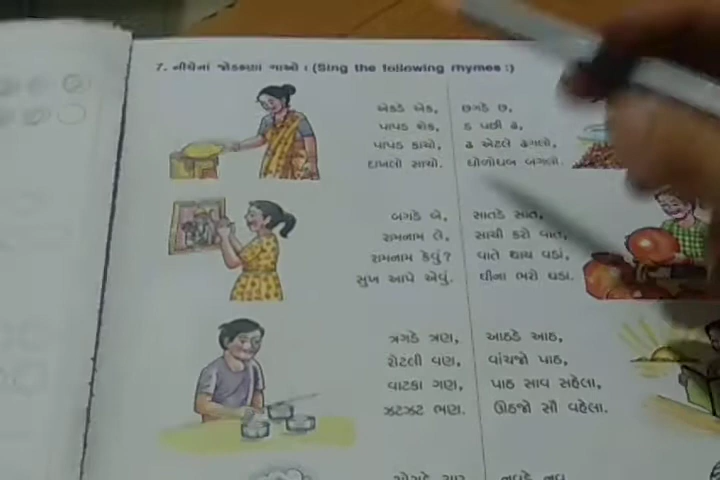 7. નીચેનાં જોડકણાં ગાઓ : (Sing the following rhymes :)
એકડે એક,
પાપડ શેક,
પાપડ કાચો,
દાખલો સાચો.
છગડે છ,
ડ પછી ઢ,
ઢ એટલે ઢગલો,
ધોળોધબ બગલો.
બગડે બે,
રામનામ લે,
રામનામ કેવું?
સુખ આપે એવું.
સાતડે સાત,
સાચી કરો વાત,
વાતે થાય વડાં,
ઘીના ભરો ઘડા.
ત્રગડે ત્રણ,
રોટલી વણ,
વાટકા ગણ,
ઝટઝટ ભણ.
આઠડે આઠ,
વાંચજો પાઠ,
પાઠ સાવ સહેલા,
ઊઠજો સૌ વહેલા.